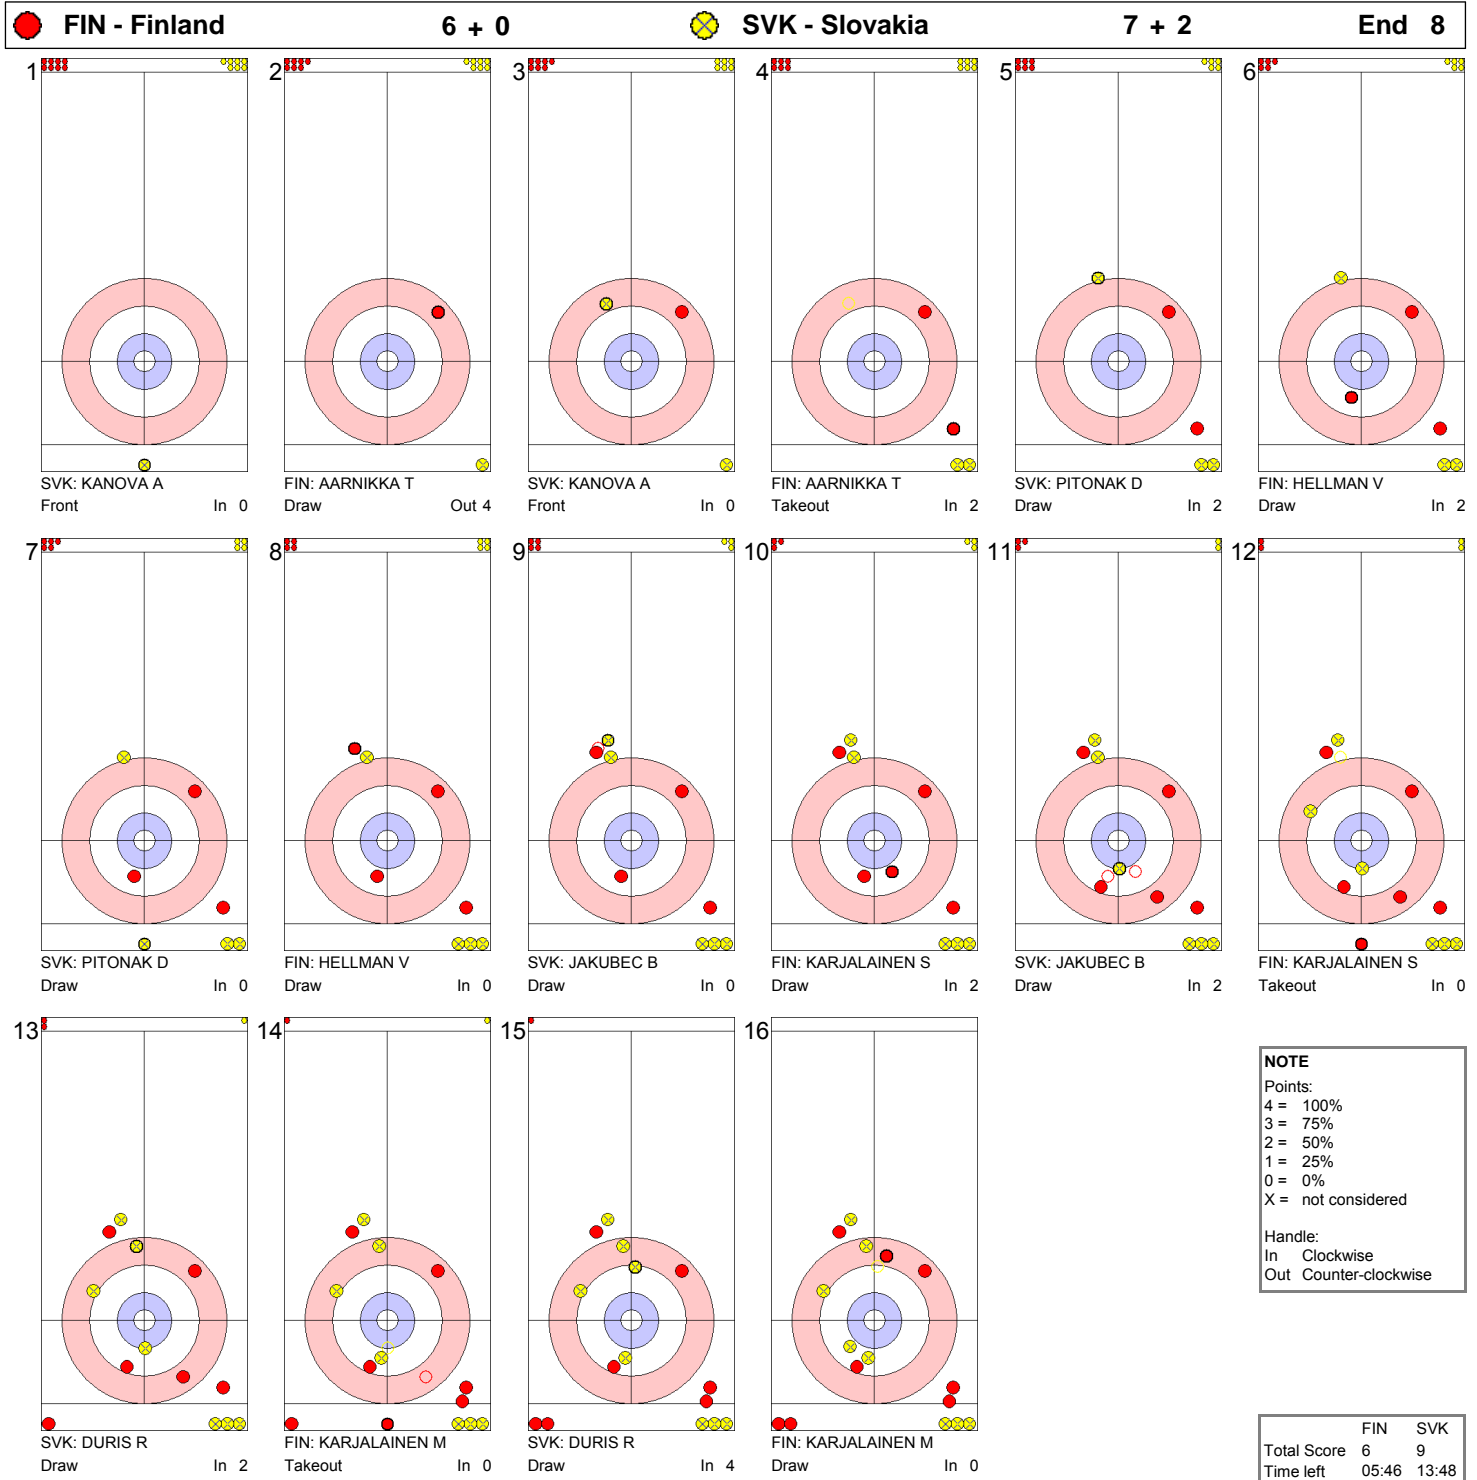 FIN - Finland 6 + 0 SVK - Slovakia 7 + 2 End 8
1 2 3 4 5 6
SVK: KANOVA A FIN: AARNIKKA T SVK: KANOVA A FIN: AARNIKKA T SVK: PITONAK D FIN: HELLMAN V
Front In 0 Draw Out 4 Front In 0 Takeout In 2 Draw In 2 Draw In 2
7 8 9 10 11 12
SVK: PITONAK D FIN: HELLMAN V SVK: JAKUBEC B FIN: KARJALAINEN S SVK: JAKUBEC B FIN: KARJALAINEN S
Draw In 0 Draw In 0 Draw In 0 Draw In 2 Draw In 2 Takeout In 0
13 14 15 16
SVK: DURIS R FIN: KARJALAINEN M SVK: DURIS R FIN: KARJALAINEN M
Draw In 2 Takeout In 0 Draw In 4 Draw In 0
NOTE
Points:
4 = 100%
3 = 75%
2 = 50%
1 = 25%
0 = 0%
X = not considered
Handle:
In Clockwise
Out Counter-clockwise
FIN SVK
Total Score 6 9
Time left 05:46 13:48